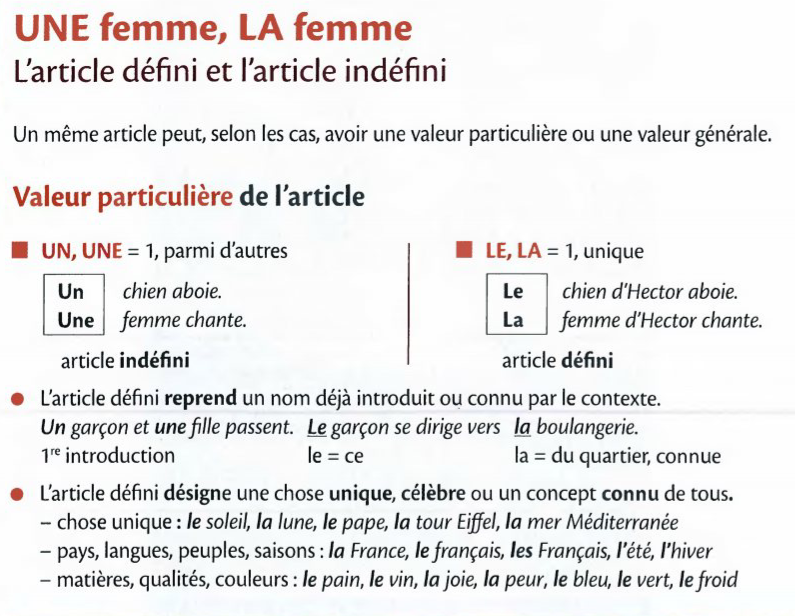 UNE femme, LA femme
L'article défini et l'article indéfini
Un même article peut, selon les cas, avoir une valeur particulière ou une valeur générale.
Valeur particulière de l'article
■ UN, UNE = 1, parmi d'autres
Un chien aboie.
Une femme chante.
article indéfini
■ LE, LA = 1, unique
Le chien d'Hector aboie.
La femme d'Hector chante.
article défini
● L'article défini reprend un nom déjà introduit ou connu par le contexte.
Un garçon et une fille passent. Le garçon se dirige vers la boulangerie.
1re introduction le = ce la = du quartier, connue
● L'article défini désigne une chose unique, célèbre ou un concept connu de tous.
– chose unique : le soleil, la lune, le pape, la tour Eiffel, la mer Méditerranée
– pays, langues, peuples, saisons : la France, le français, les Français, l'été, l'hiver
– matières, qualités, couleurs : le pain, le vin, la joie, la peur, le bleu, le vert, le froid